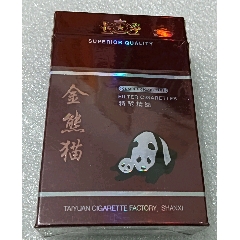 SUPERIOR QUALITY
金熊猫
FILTER CIGARETTES
TAIYUAN CIGARETTE FACTORY, SHANXI